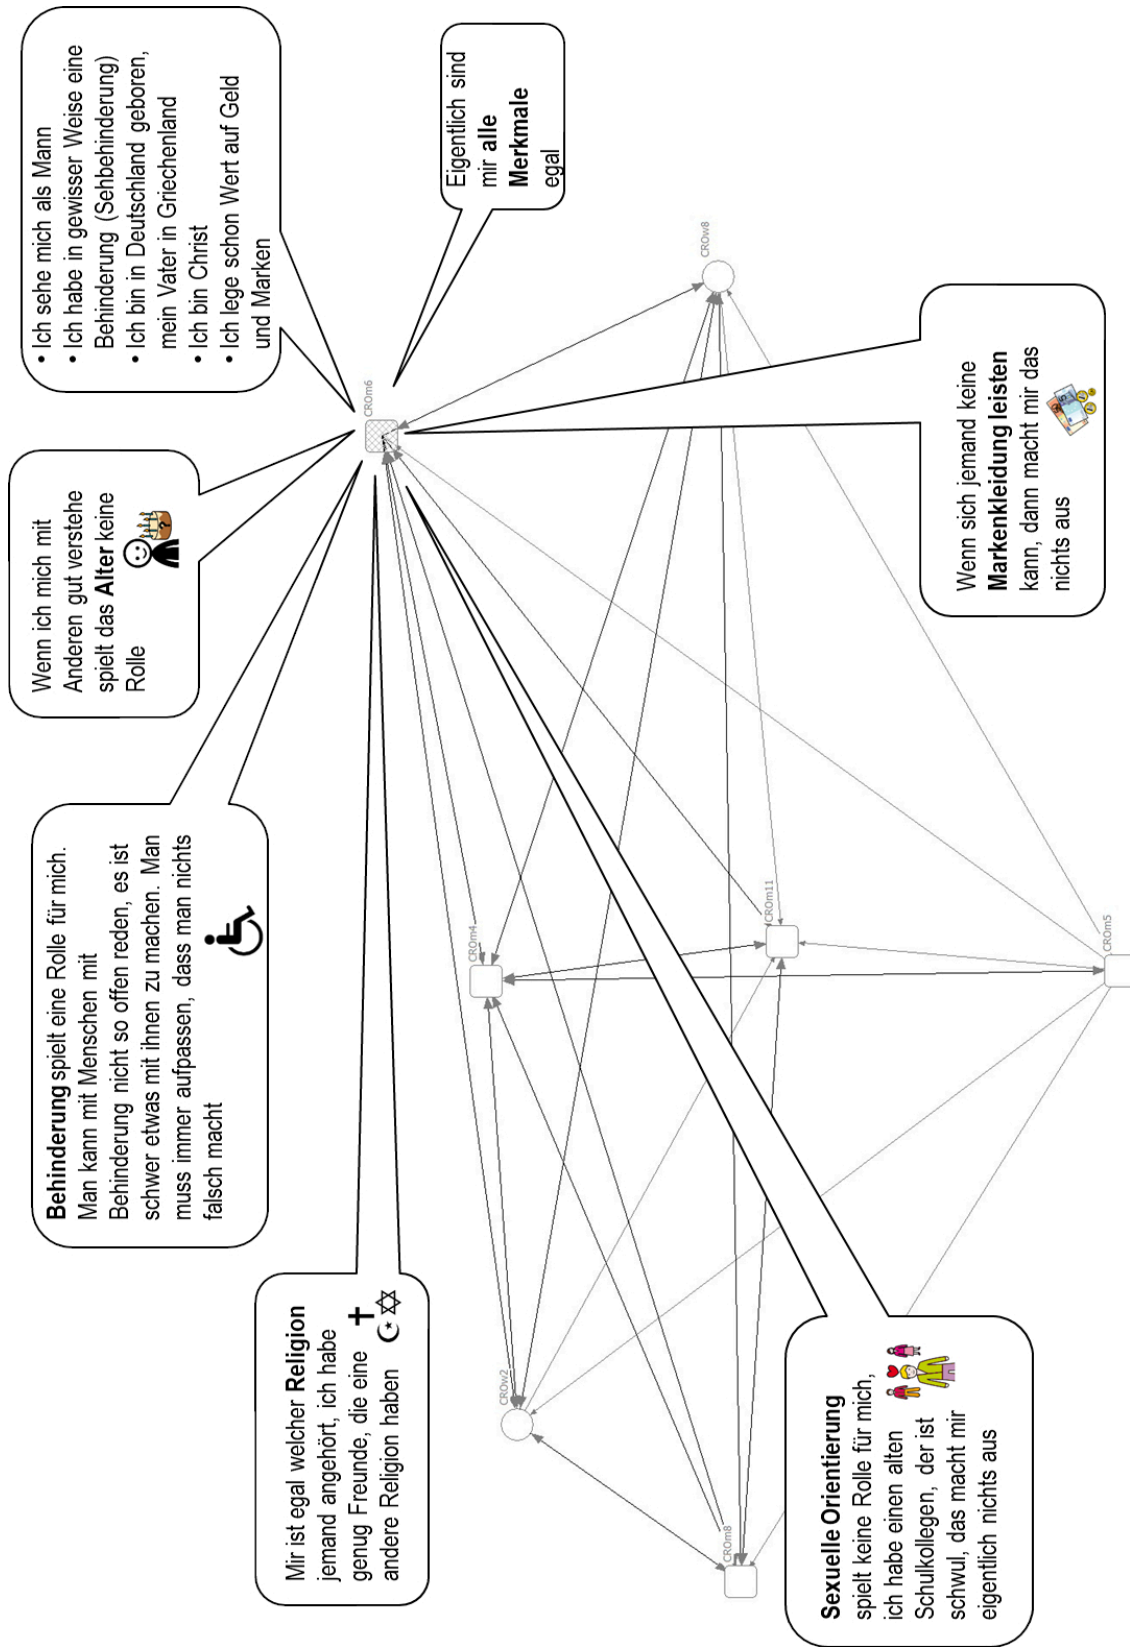 Mir ist egal welcher Religion
jemand angehört, ich habe
genug Freunde, die eine
andere Religion haben
Behinderung spielt eine Rolle für mich.
Man kann mit Menschen mit
Behinderung nicht so offen reden, es ist
schwer etwas mit ihnen zu machen. Man
muss immer aufpassen, dass man nichts
falsch macht
Wenn ich mich mit
Anderen gut verstehe
spielt das Alter keine
Rolle
• Ich sehe mich als Mann
• Ich habe in gewisser Weise eine
Behinderung (Sehbehinderung)
• Ich bin in Deutschland geboren,
mein Vater in Griechenland
• Ich bin Christ
• Ich lege schon Wert auf Geld
und Marken
Eigentlich sind
mir alle
Merkmale
egal
CROm6
CROm4
CROw2
CROw8
CROm11
CROm8
CROm5
Sexuelle Orientierung
spielt keine Rolle für mich,
ich habe einen alten
Schulkollegen, der ist
schwul, das macht mir
eigentlich nichts aus
Wenn sich jemand keine
Markenkleidung leisten
kann, dann macht mir das
nichts aus